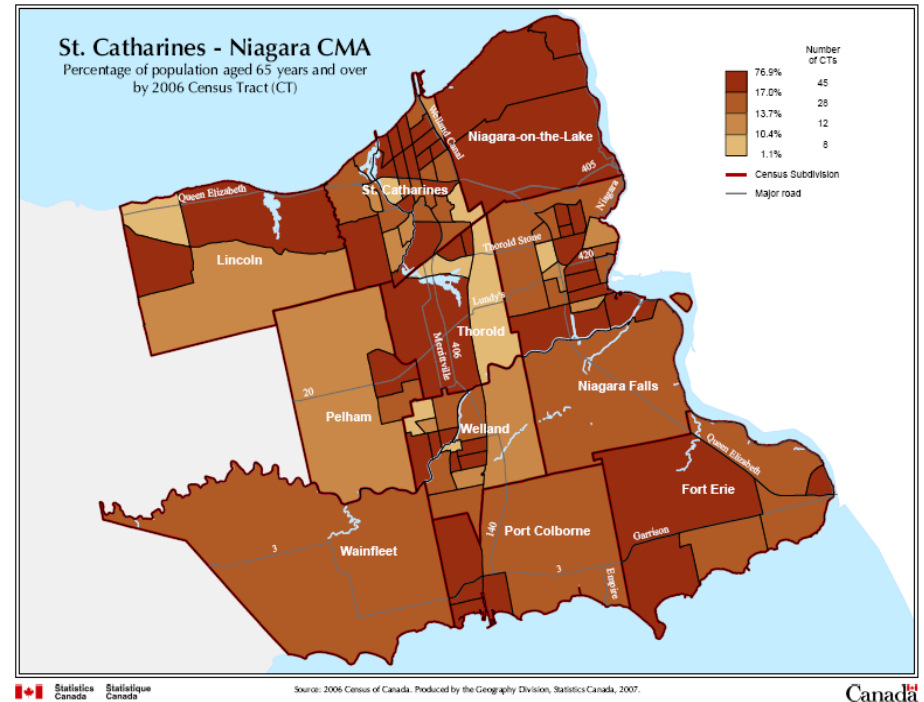 St. Catharines - Niagara CMA
Percentage of population aged 65 years and over
by 2006 Census Tract (CT)
Number
of CTs
76.9%
45
17.0%
28
13.7%
12
10.4%
8
1.1%
Census Subdivision
Major road
Welland Canal
Niagara-on-the-Lake
405
Queen Elizabeth
St. Catharines
Niagara
Thorold Stone
Lincoln
420
Lundy's
Thorold
406
Merrittville
Niagara Falls
20
Pelham
Welland
Queen Elizabeth
Fort Erie
140
Port Colborne
Garrison
Wainfleet
3
3
Empire
Statistics
Canada
Statistique
Canada
Source: 2006 Census of Canada. Produced by the Geography Division, Statistics Canada, 2007.
Canada